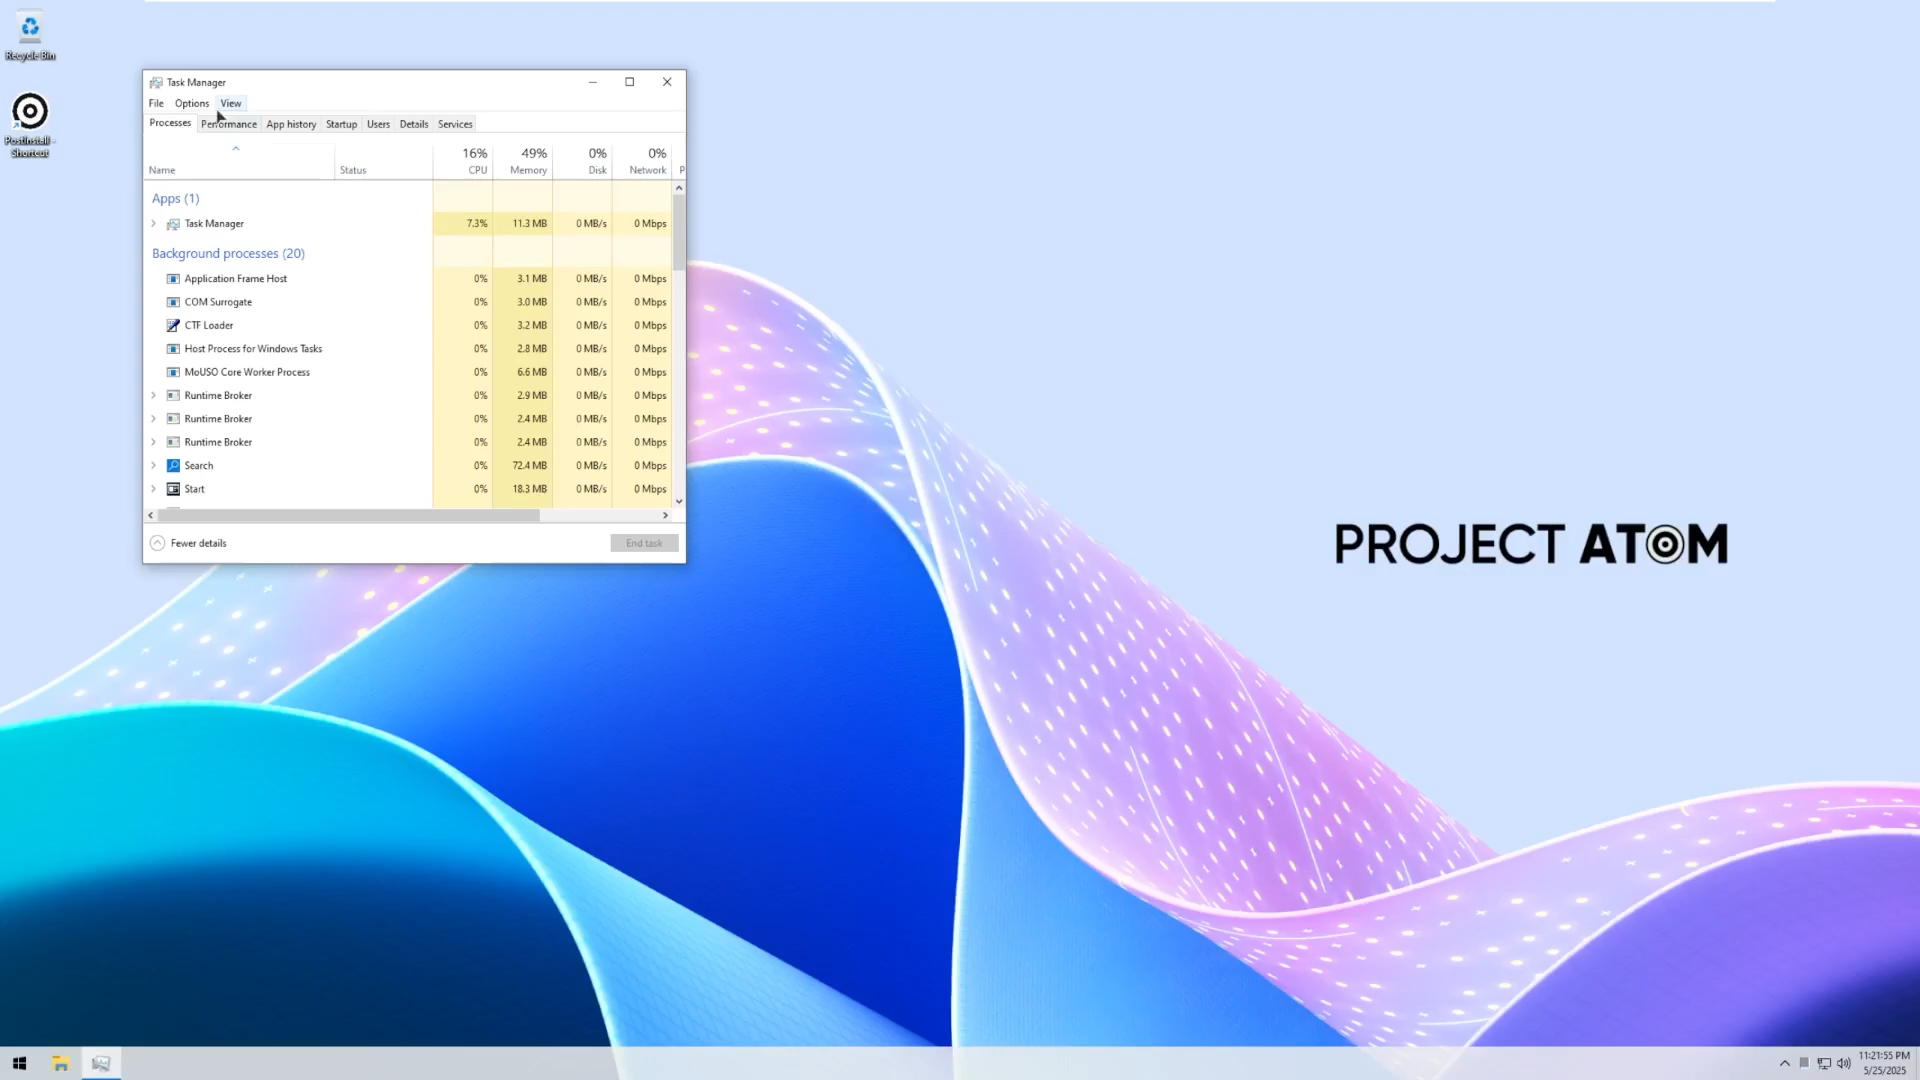 Recycle Bin
PostInstall -
Shortcut
Task Manager
File Options View
Processes Performance App history Startup Users Details Services
16% 49% 0% 0%
Name Status CPU Memory Disk Network P
Apps (1)
Task Manager 7.3% 11.3 MB 0 MB/s 0 Mbps
Background processes (20)
Application Frame Host 0% 3.1 MB 0 MB/s 0 Mbps
COM Surrogate 0% 3.0 MB 0 MB/s 0 Mbps
CTF Loader 0% 3.2 MB 0 MB/s 0 Mbps
Host Process for Windows Tasks 0% 2.8 MB 0 MB/s 0 Mbps
MoUSO Core Worker Process 0% 6.6 MB 0 MB/s 0 Mbps
Runtime Broker 0% 2.9 MB 0 MB/s 0 Mbps
Runtime Broker 0% 2.4 MB 0 MB/s 0 Mbps
Runtime Broker 0% 2.4 MB 0 MB/s 0 Mbps
Search 0% 72.4 MB 0 MB/s 0 Mbps
Start 0% 18.3 MB 0 MB/s 0 Mbps
Fewer details End task
PROJECT ATOM
11:21:55 PM
5/25/2025